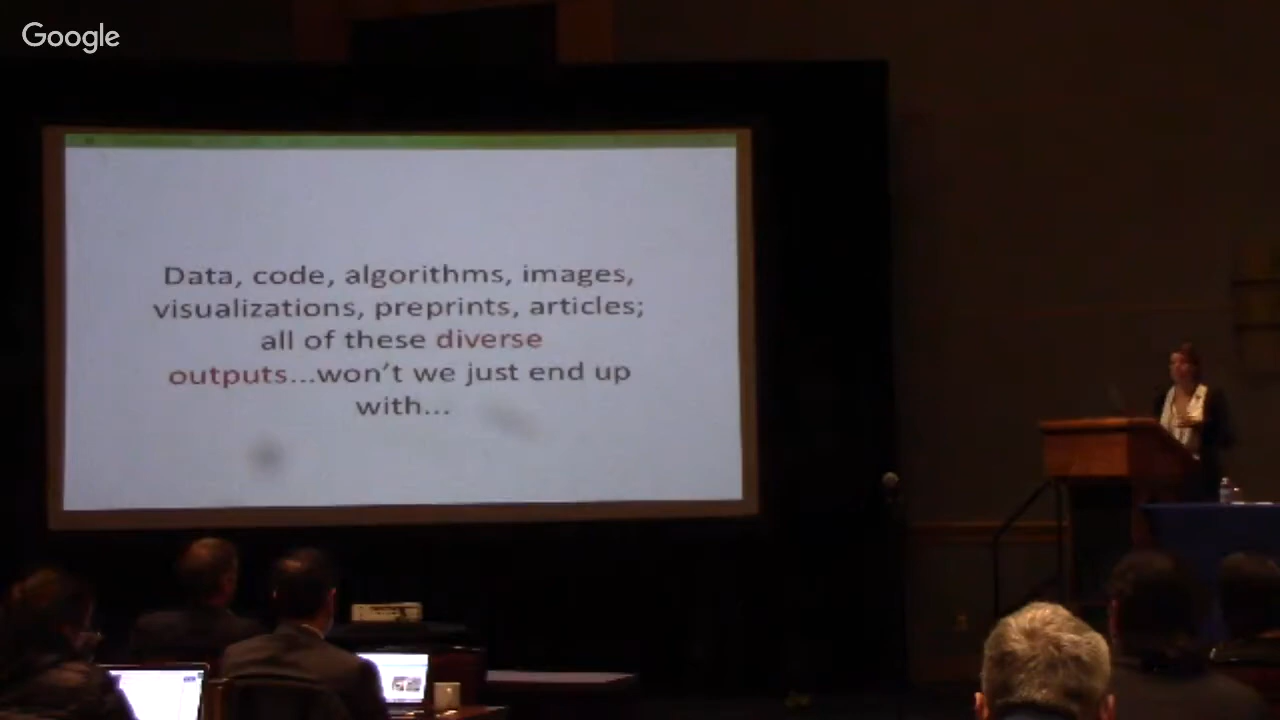 Google
Data, code, algorithms, images,
visualizations, preprints, articles;
all of these diverse
outputs...won't we just end up
with...